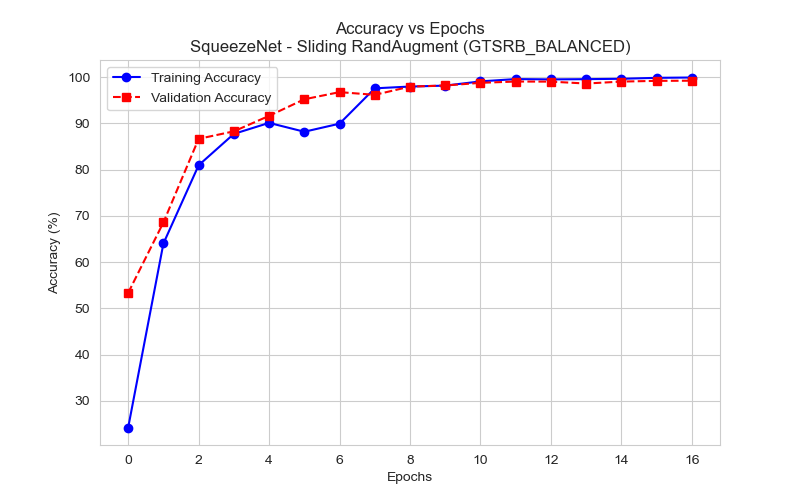 Accuracy vs Epochs
SqueezeNet - Sliding RandAugment (GTSRB_BALANCED)
Training Accuracy
Validation Accuracy
100
90
80
70
60
50
40
30
Accuracy (%)
0 2 4 6 8 10 12 14 16
Epochs